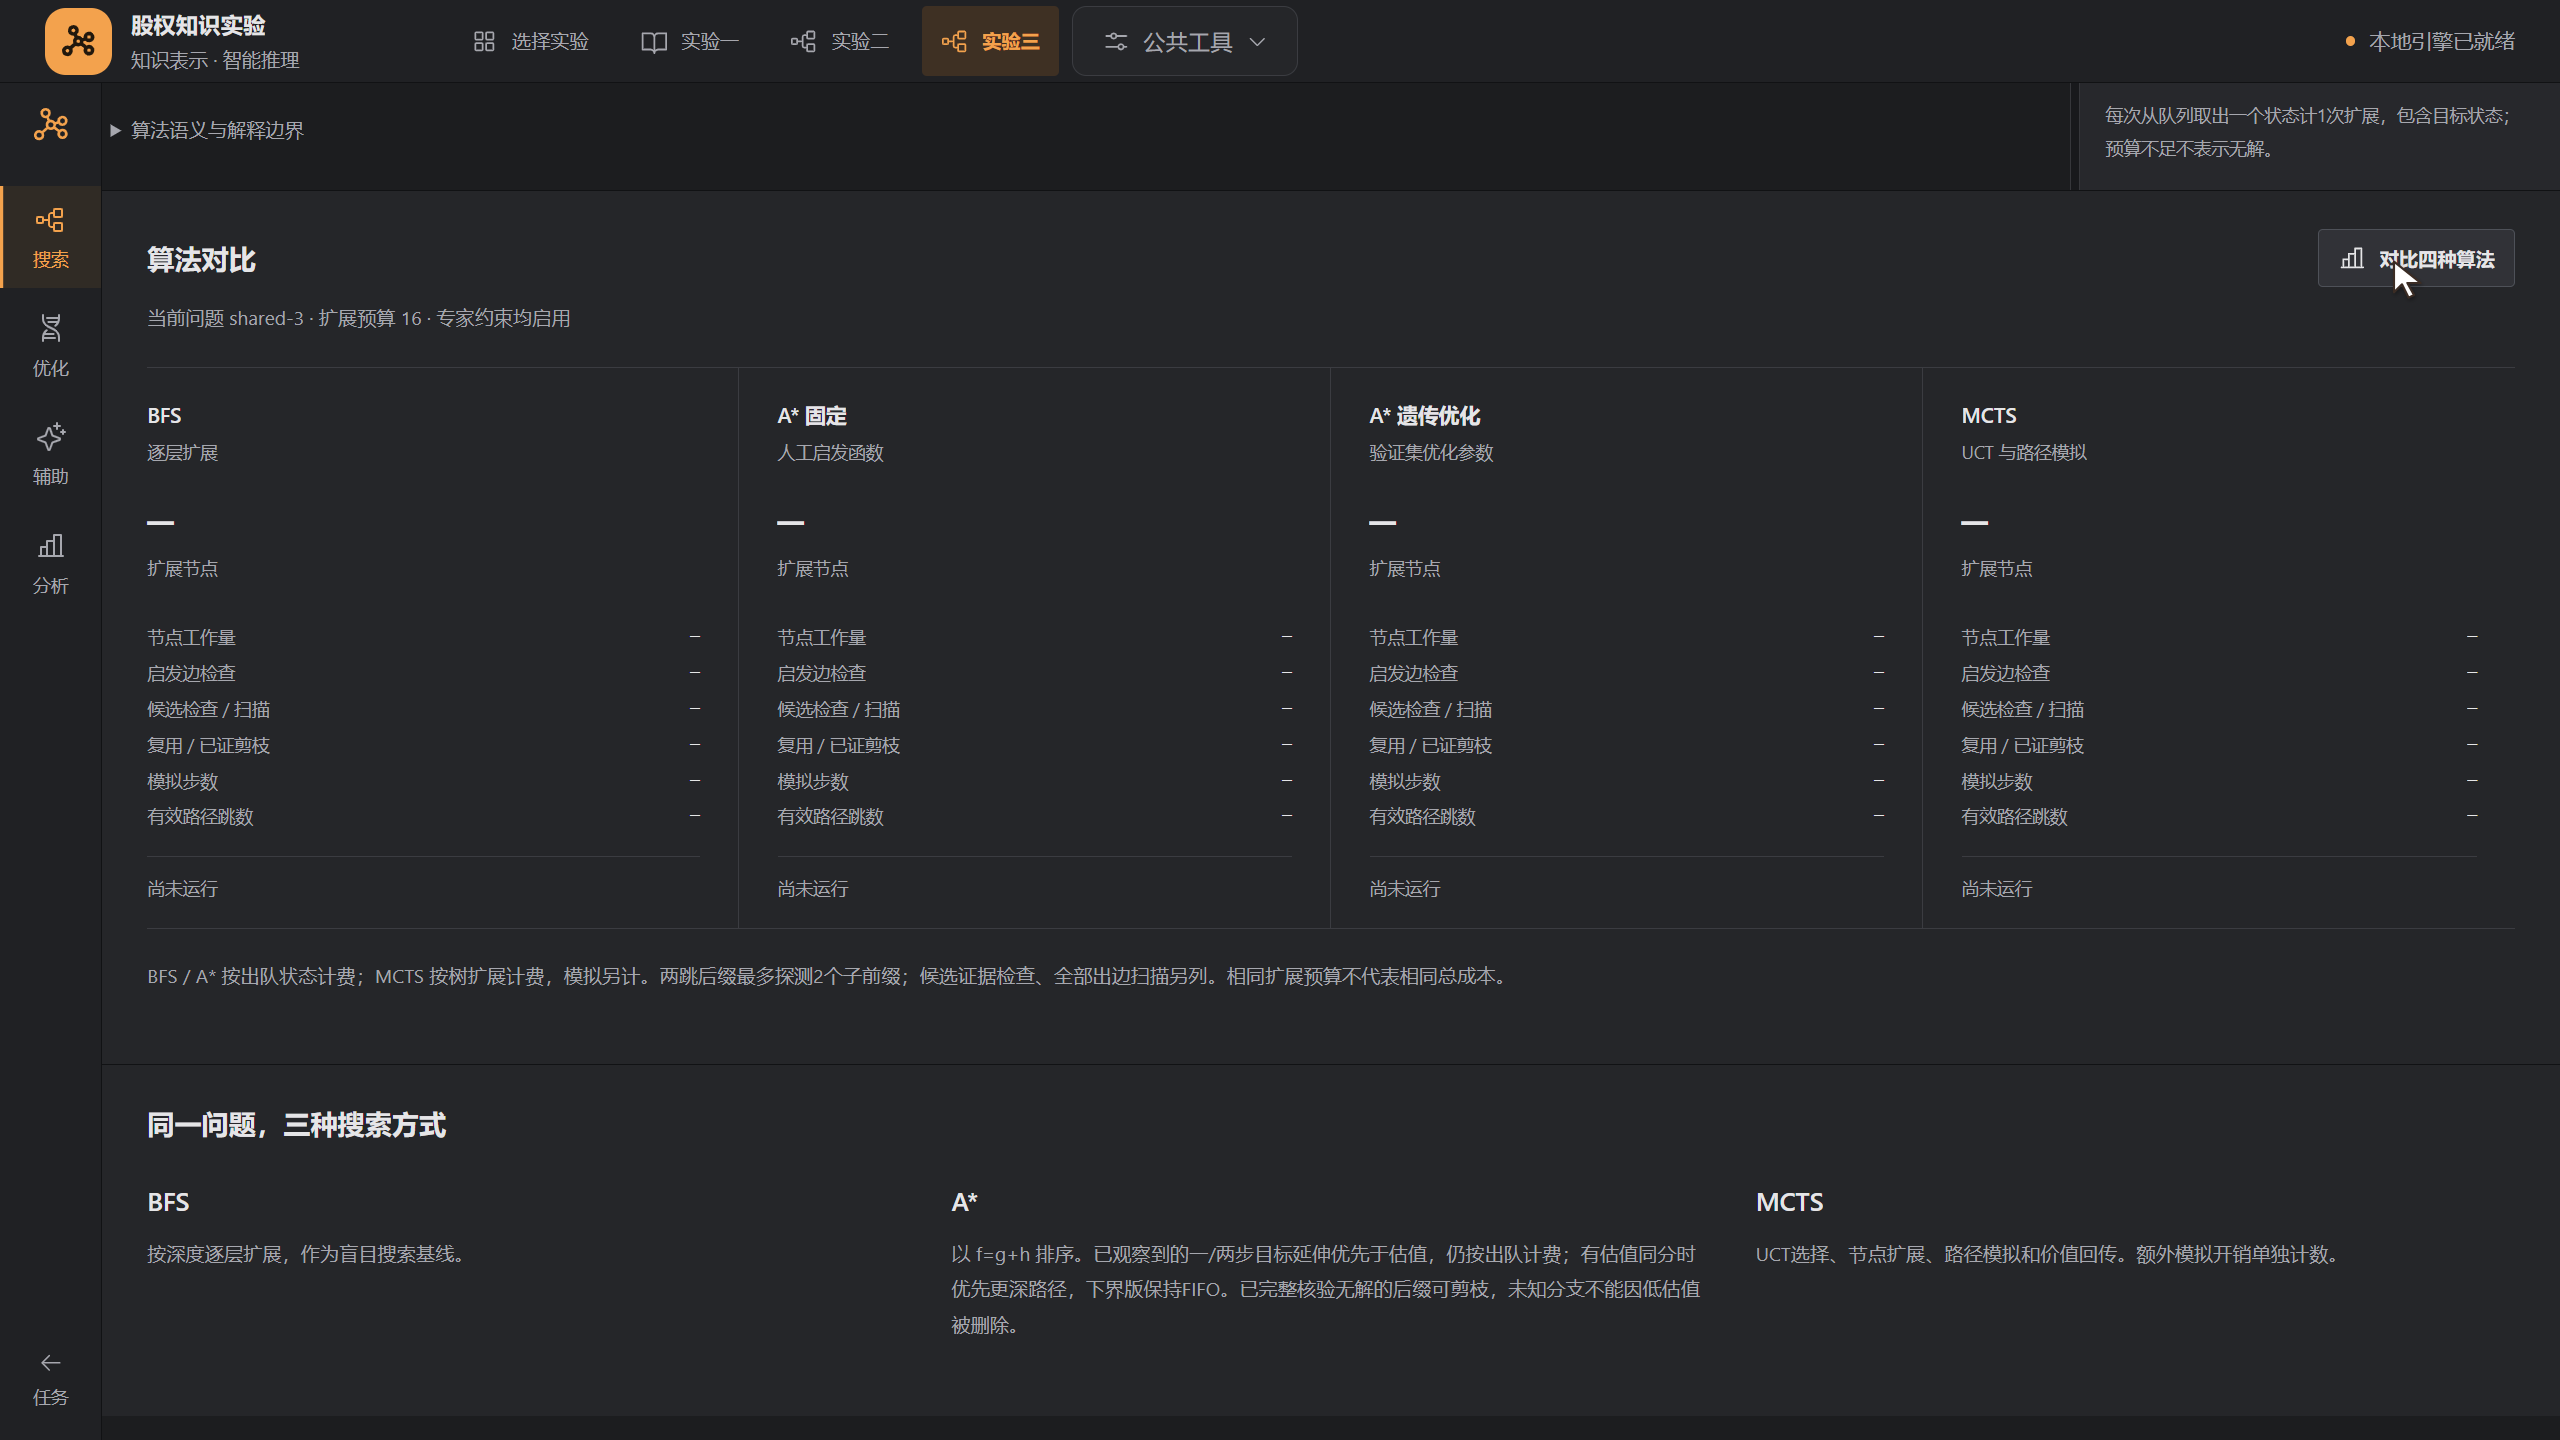 股权知识实验
知识表示 · 智能推理
选择实验
实验一
实验二
实验三
公共工具
本地引擎已就绪
搜索
优化
辅助
分析
任务
算法语义与解释边界
每次从队列取出一个状态计1次扩展，包含目标状态；
预算不足不表示无解。
算法对比
对比四种算法
当前问题 shared-3 · 扩展预算 16 · 专家约束均启用
BFS
逐层扩展
—
扩展节点
节点工作量 –
启发边检查 –
候选检查 / 扫描 –
复用 / 已证剪枝 –
模拟步数 –
有效路径跳数 –
尚未运行
A* 固定
人工启发函数
—
扩展节点
节点工作量 –
启发边检查 –
候选检查 / 扫描 –
复用 / 已证剪枝 –
模拟步数 –
有效路径跳数 –
尚未运行
A* 遗传优化
验证集优化参数
—
扩展节点
节点工作量 –
启发边检查 –
候选检查 / 扫描 –
复用 / 已证剪枝 –
模拟步数 –
有效路径跳数 –
尚未运行
MCTS
UCT 与路径模拟
—
扩展节点
节点工作量 –
启发边检查 –
候选检查 / 扫描 –
复用 / 已证剪枝 –
模拟步数 –
有效路径跳数 –
尚未运行
BFS / A* 按出队状态计费；MCTS 按树扩展计费，模拟另计。两跳后缀最多探测2个子前缀；候选证据检查、全部出边扫描另列。相同扩展预算不代表相同总成本。
同一问题，三种搜索方式
BFS
按深度逐层扩展，作为盲目搜索基线。
A*
以 f=g+h 排序。已观察到的一/两步目标延伸优先于估值，仍按出队计费；有估值同分时
优先更深路径，下界版保持FIFO。已完整核验无解的后缀可剪枝，未知分支不能因低估值
被删除。
MCTS
UCT选择、节点扩展、路径模拟和价值回传。额外模拟开销单独计数。